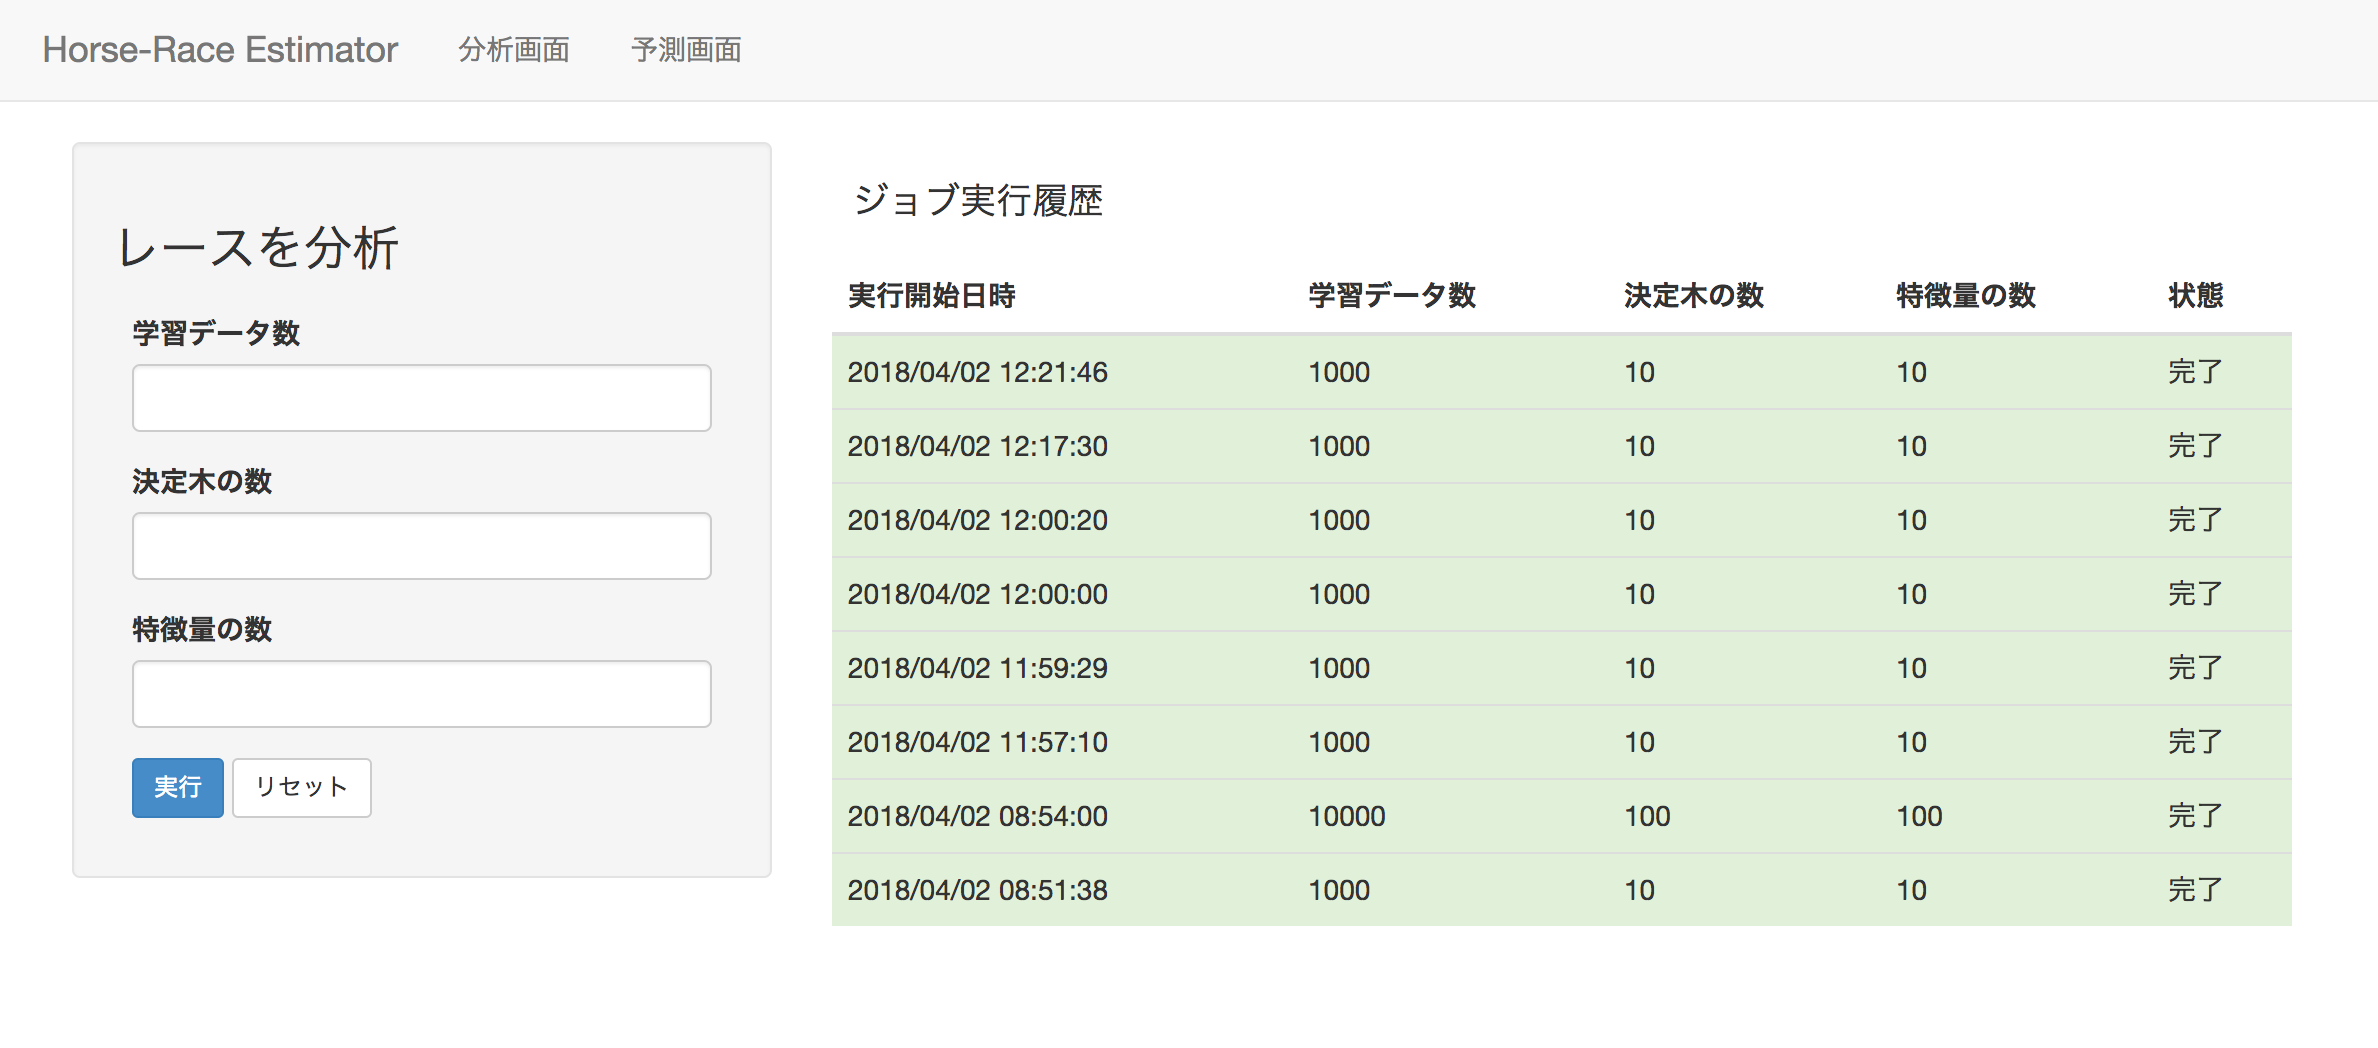 Horse-Race Estimator 分析画面 予測画面
レースを分析
学習データ数
決定木の数
特徴量の数
実行 リセット
ジョブ実行履歴
実行開始日時 学習データ数 決定木の数 特徴量の数 状態
2018/04/02 12:21:46 1000 10 10 完了
2018/04/02 12:17:30 1000 10 10 完了
2018/04/02 12:00:20 1000 10 10 完了
2018/04/02 12:00:00 1000 10 10 完了
2018/04/02 11:59:29 1000 10 10 完了
2018/04/02 11:57:10 1000 10 10 完了
2018/04/02 08:54:00 10000 100 100 完了
2018/04/02 08:51:38 1000 10 10 完了